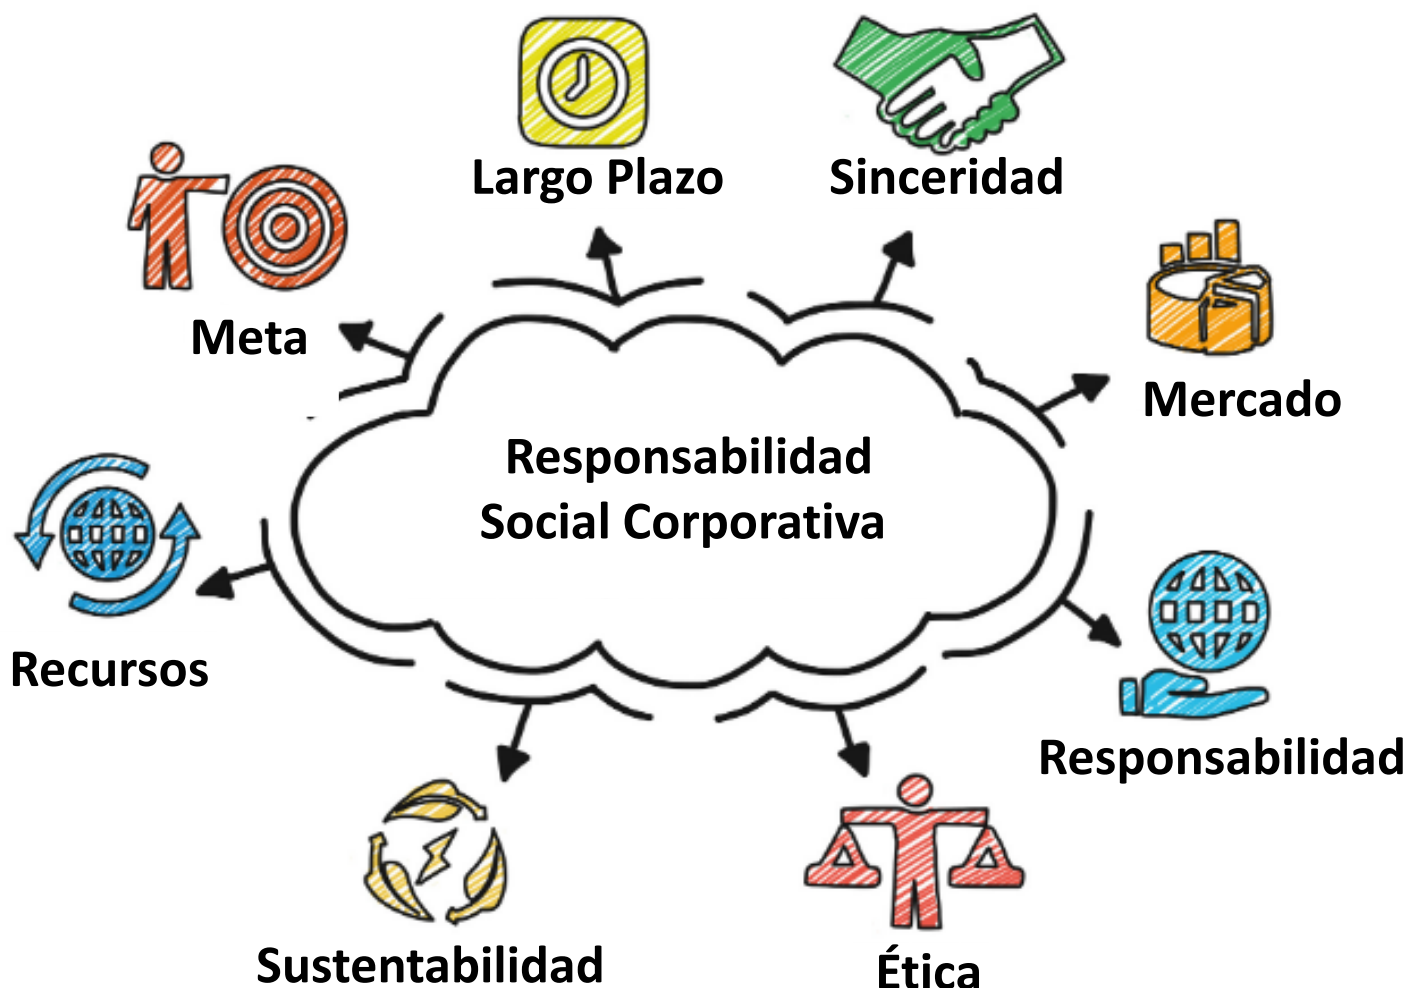 Largo Plazo
Sinceridad
Meta
Mercado
Responsabilidad
Social Corporativa
Recursos
Responsabilidad
Sustentabilidad
Ética